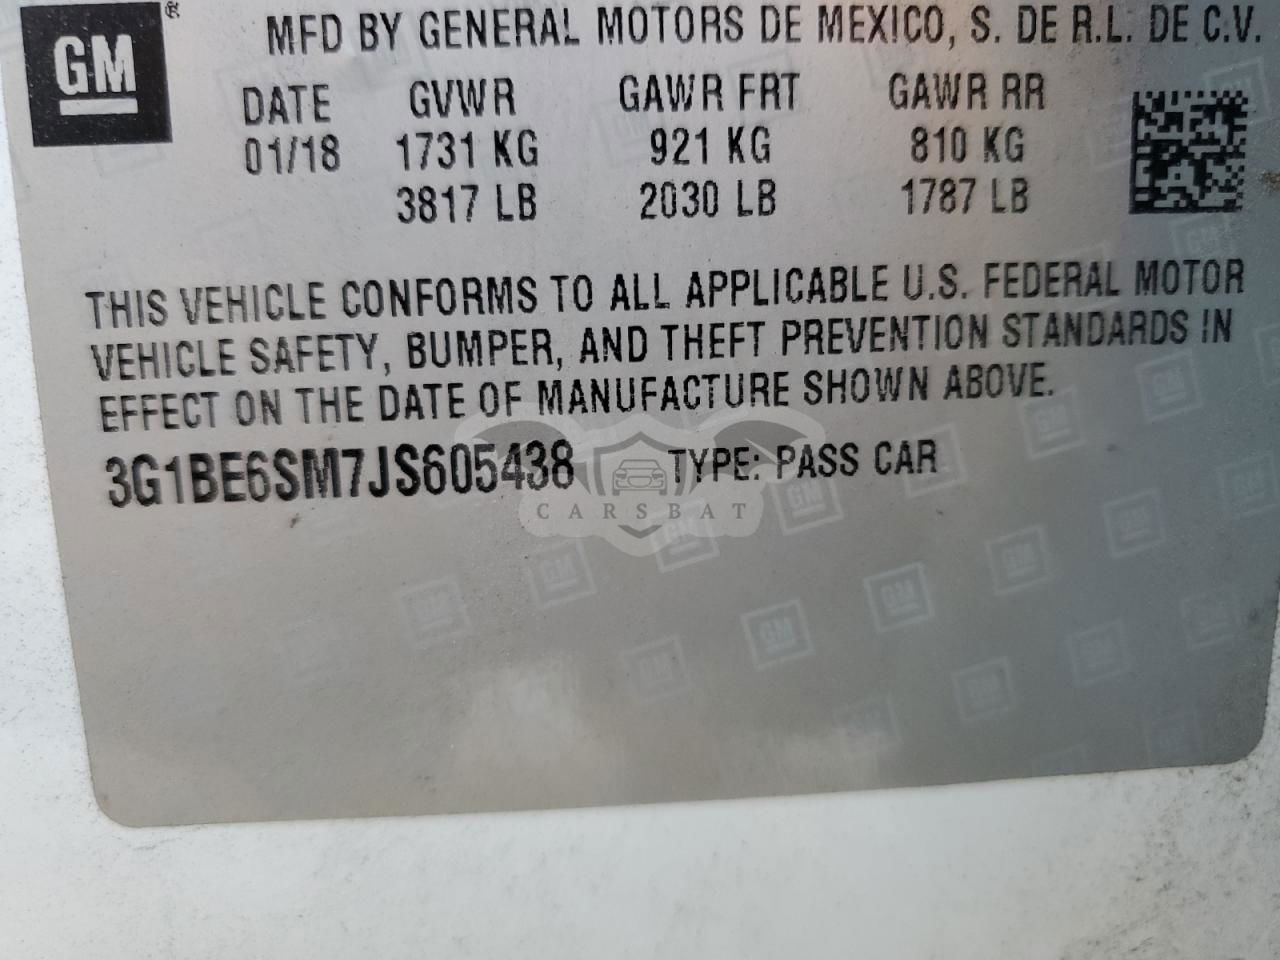 GM ®
MFD BY GENERAL MOTORS DE MEXICO, S. DE R.L. DE C.V.
DATE GVWR GAWR FRT GAWR RR
01/18 1731 KG 921 KG 810 KG
3817 LB 2030 LB 1787 LB
THIS VEHICLE CONFORMS TO ALL APPLICABLE U.S. FEDERAL MOTOR
VEHICLE SAFETY, BUMPER, AND THEFT PREVENTION STANDARDS IN
EFFECT ON THE DATE OF MANUFACTURE SHOWN ABOVE.
3G1BE6SM7JS605438 TYPE: PASS CAR
CARSBAT